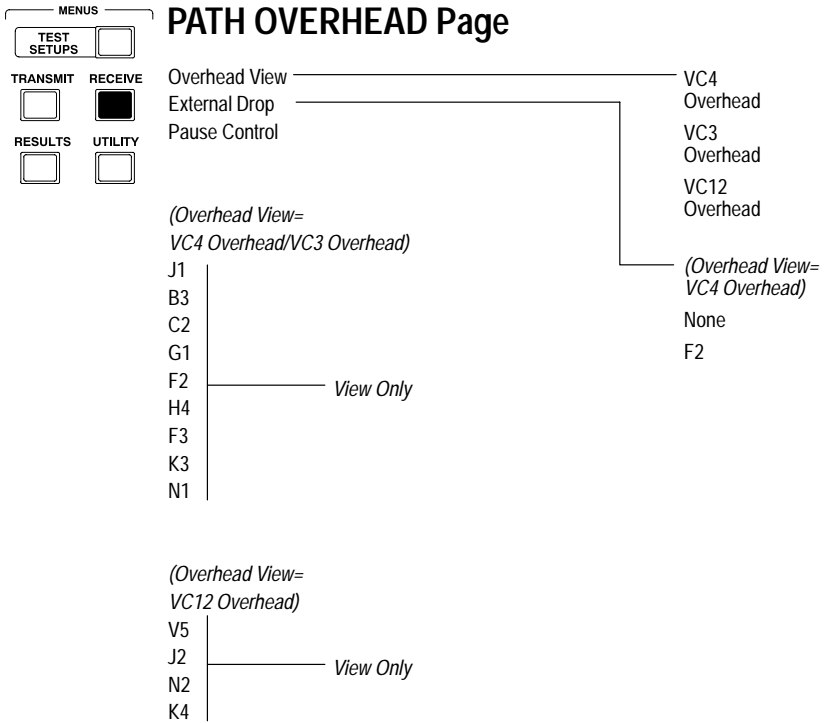 MENUS
TEST
SETUPS
TRANSMIT RECEIVE
RESULTS UTILITY
PATH OVERHEAD Page
Overhead View
External Drop
Pause Control
VC4
Overhead
VC3
Overhead
VC12
Overhead
(Overhead View=
VC4 Overhead)
None
F2
(Overhead View=
VC4 Overhead/VC3 Overhead)
J1
B3
C2
G1
F2
H4
F3
K3
N1
View Only
(Overhead View=
VC12 Overhead)
V5
J2
N2
K4
View Only